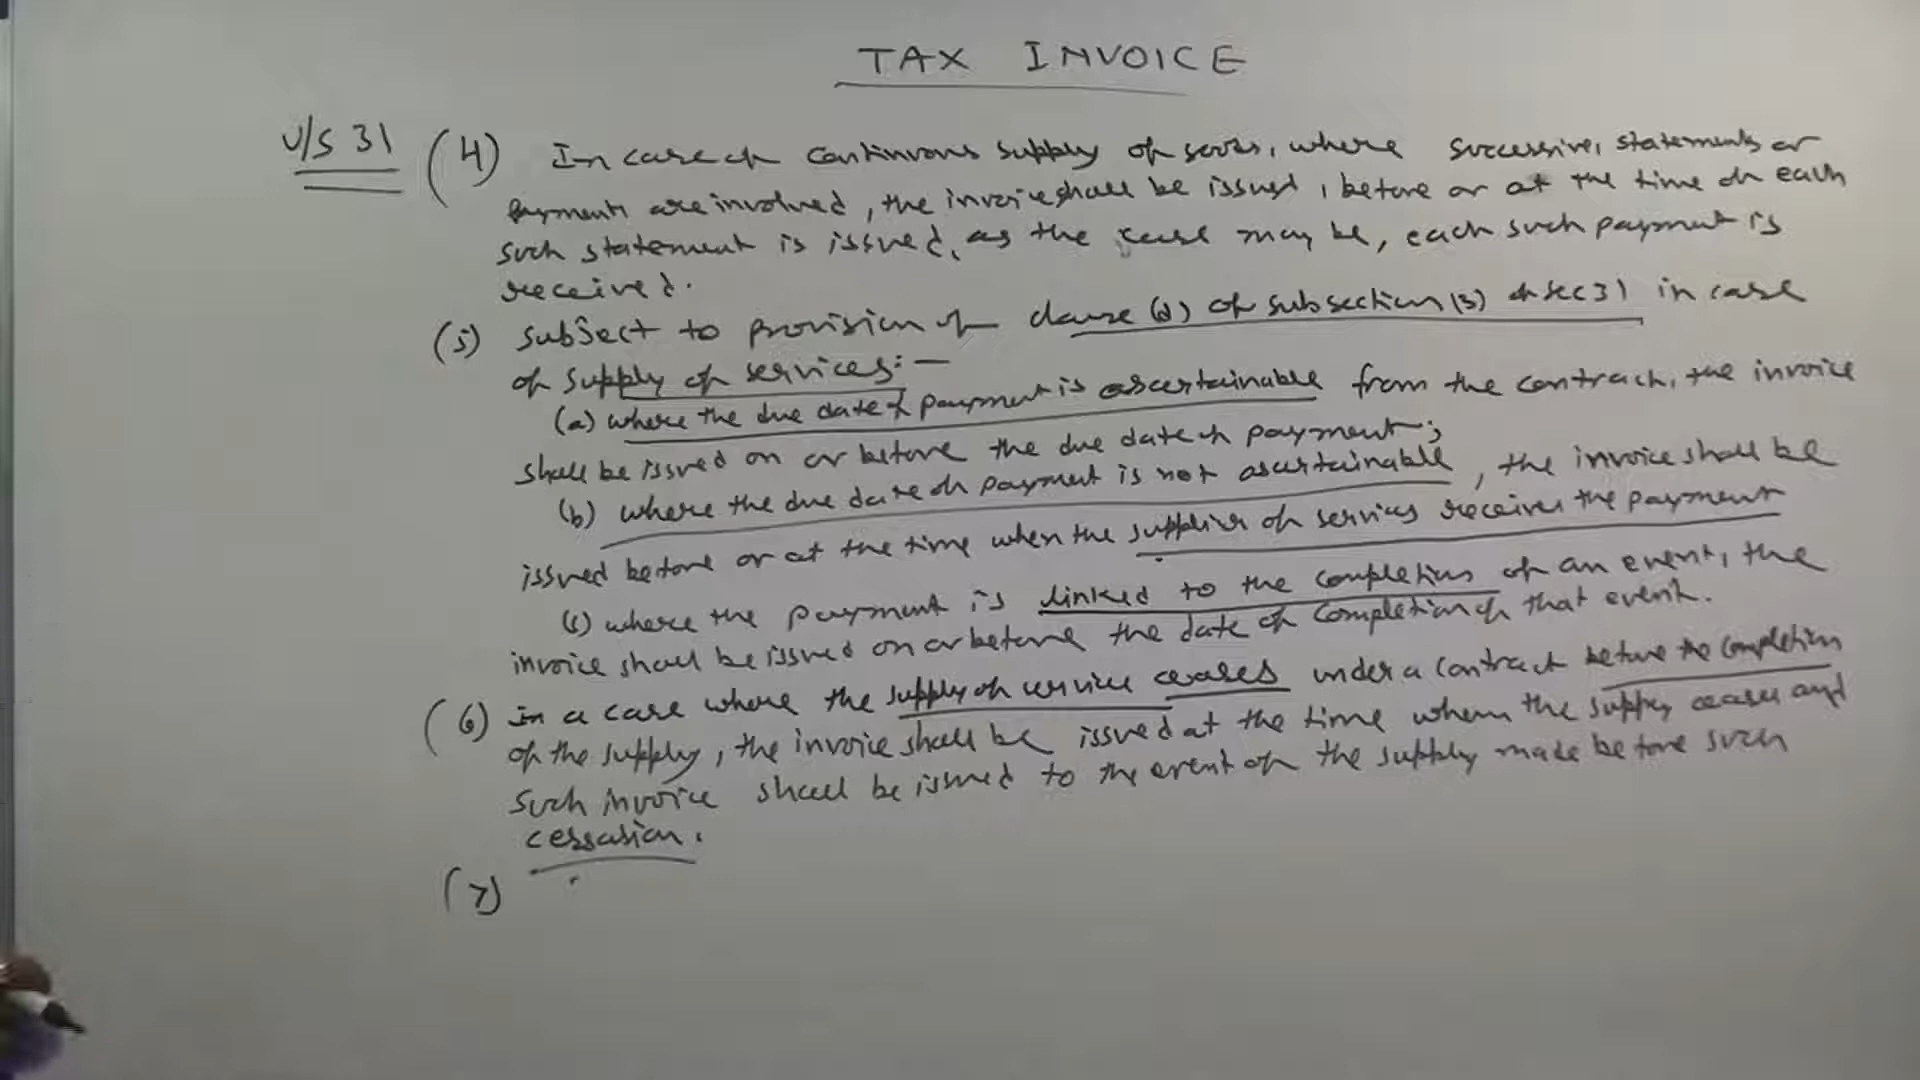 TAX INVOICE
U/S 31 (4) In case of continuous supply of goods, where successive, statements or
payments are involved, the invoice shall be issued, before or at the time of each
such statement is issued, as the case may be, each such payment is
received.
(5) subject to provision of clause (d) of subsection (3) of sec 31 in case
of supply of services:—
(a) where the due date of payment is ascertainable from the contract, the invoice
shall be issued on or before the due date of payment;
(b) where the due date of payment is not ascertainable, the invoice shall be
issued before or at the time when the supplier of services receives the payment
(c) where the payment is linked to the completion of an event, the
invoice shall be issued on or before the date of completion of that event.
(6) in a case where the supply of service ceases under a contract before the completion
of the supply, the invoice shall be issued at the time when the supply ceases and
such invoice shall be issued to the event of the supply made before such
cessation.
(7)